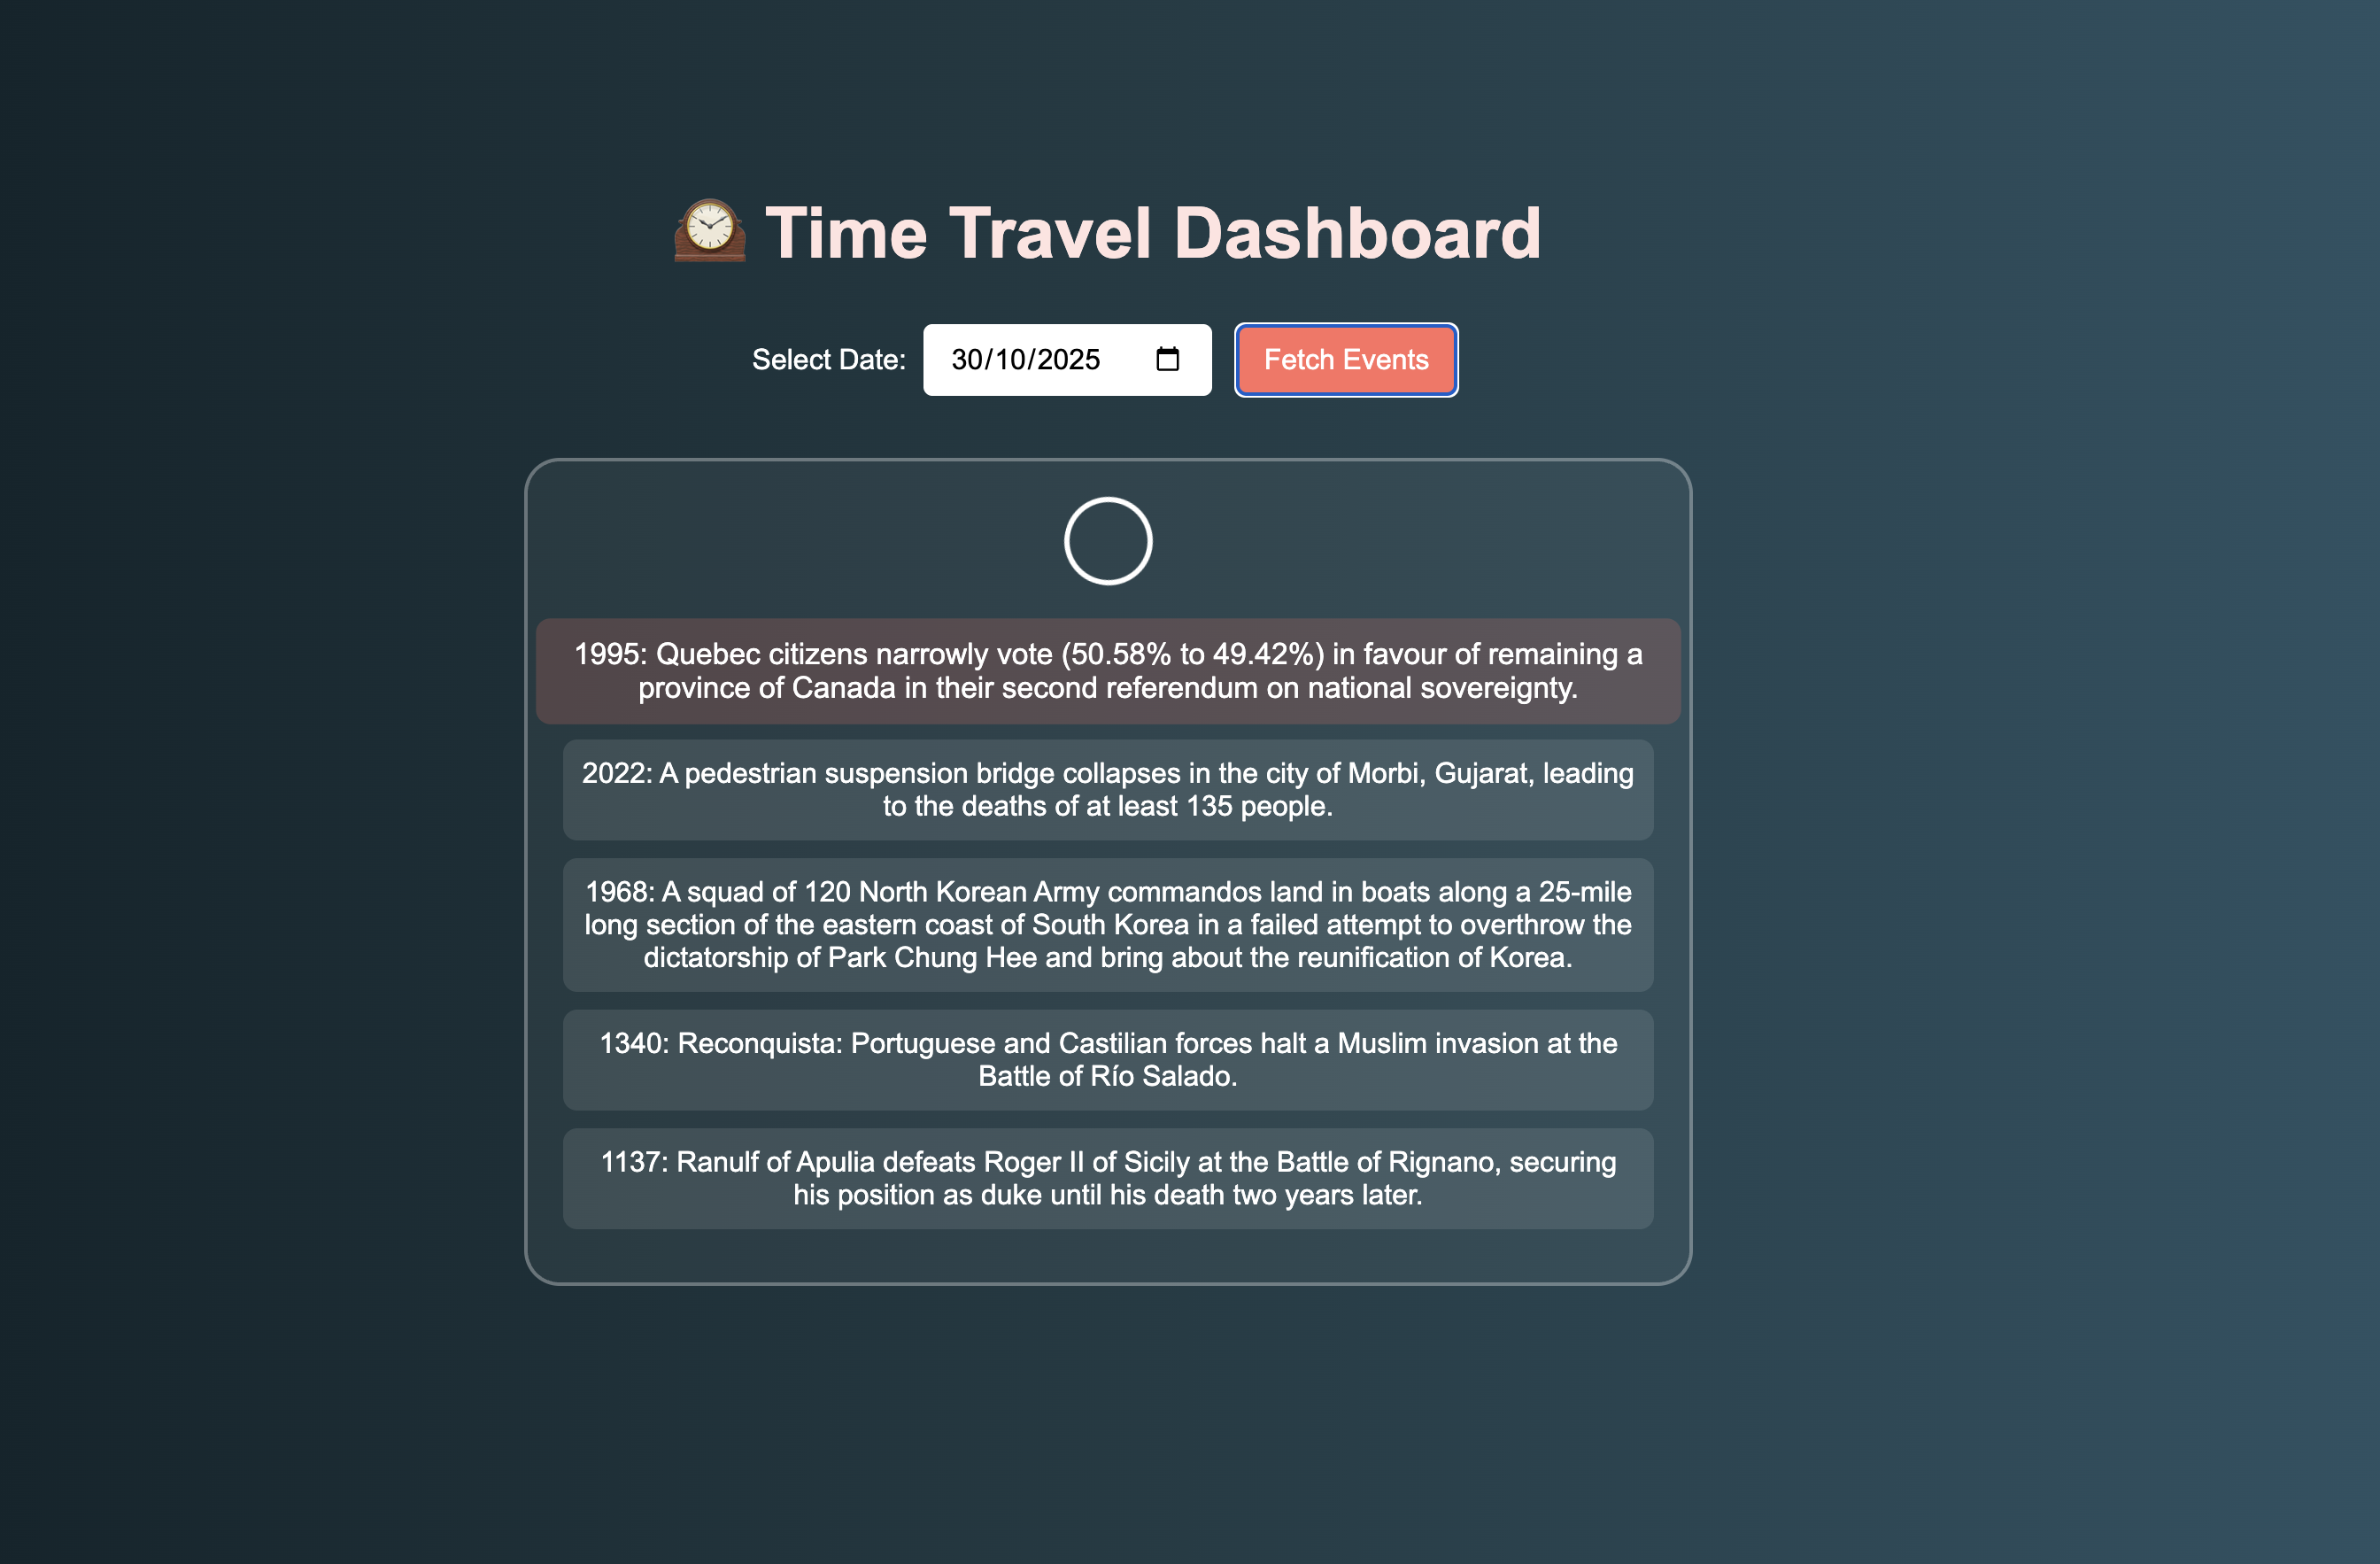 Time Travel Dashboard
Select Date: 30/10/2025 Fetch Events
1995: Quebec citizens narrowly vote (50.58% to 49.42%) in favour of remaining a
province of Canada in their second referendum on national sovereignty.
2022: A pedestrian suspension bridge collapses in the city of Morbi, Gujarat, leading
to the deaths of at least 135 people.
1968: A squad of 120 North Korean Army commandos land in boats along a 25-mile
long section of the eastern coast of South Korea in a failed attempt to overthrow the
dictatorship of Park Chung Hee and bring about the reunification of Korea.
1340: Reconquista: Portuguese and Castilian forces halt a Muslim invasion at the
Battle of Río Salado.
1137: Ranulf of Apulia defeats Roger II of Sicily at the Battle of Rignano, securing
his position as duke until his death two years later.